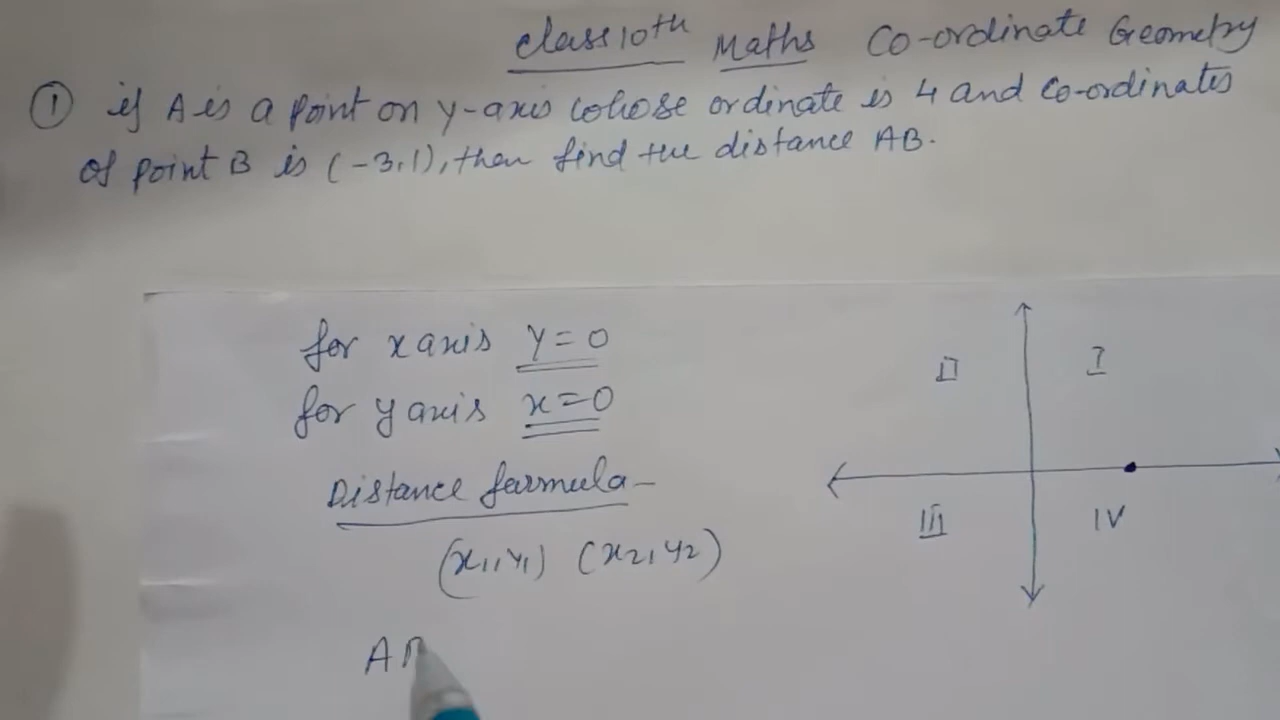 Class 10th Maths Co-ordinate Geometry
① if A is a point on y-axis whose ordinate is 4 and Co-ordinates
of point B is (-3,1), then find the distance AB.
for x axis y=0
for y axis x=0
Distance farmula-
(x1,y1) (x2,y2)
II I
III IV
A